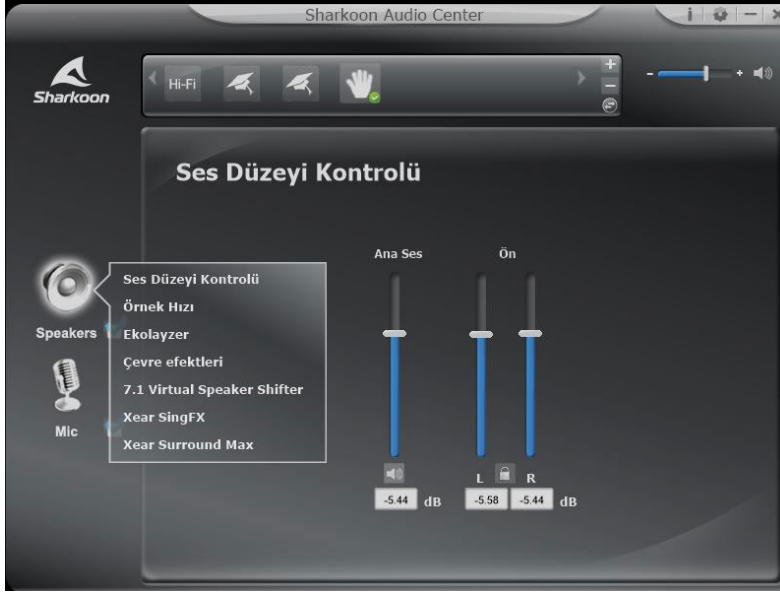 Sharkoon Audio Center
Sharkoon
Hi-Fi
Ses Düzeyi Kontrolü
Ana Ses
Ön
Speakers
Ses Düzeyi Kontrolü
Örnek Hızı
Ekolayzer
Çevre efektleri
7.1 Virtual Speaker Shifter
Xear SingFX
Xear Surround Max
Mic
L R
-5.44 dB -5.58 -5.44 dB